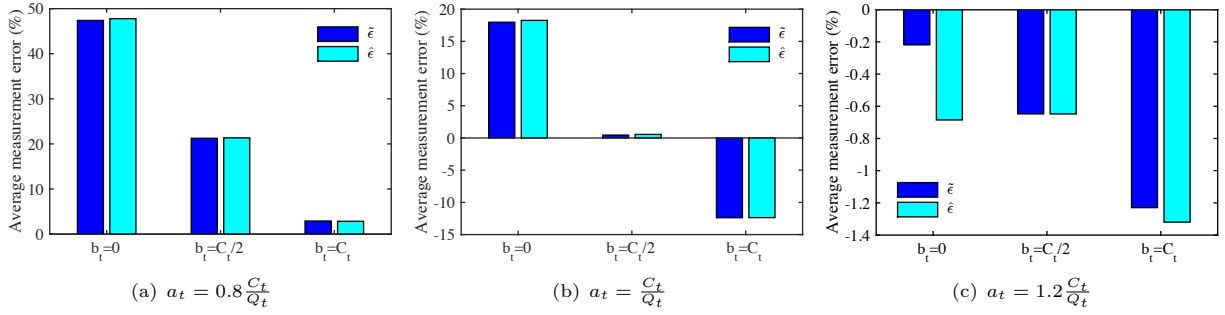 Average measurement error (%)
50
40
30
20
10
0
b_t=0
b_t=C_t/2
b_t=C_t
ε̃
ε̂
(a) a_t = 0.8 C_t/Q_t
Average measurement error (%)
20
15
10
5
0
-5
-10
-15
b_t=0
b_t=C_t/2
b_t=C_t
ε̃
ε̂
(b) a_t = C_t/Q_t
Average measurement error (%)
0
-0.2
-0.4
-0.6
-0.8
-1
-1.2
-1.4
b_t=0
b_t=C_t/2
b_t=C_t
ε̃
ε̂
(c) a_t = 1.2 C_t/Q_t